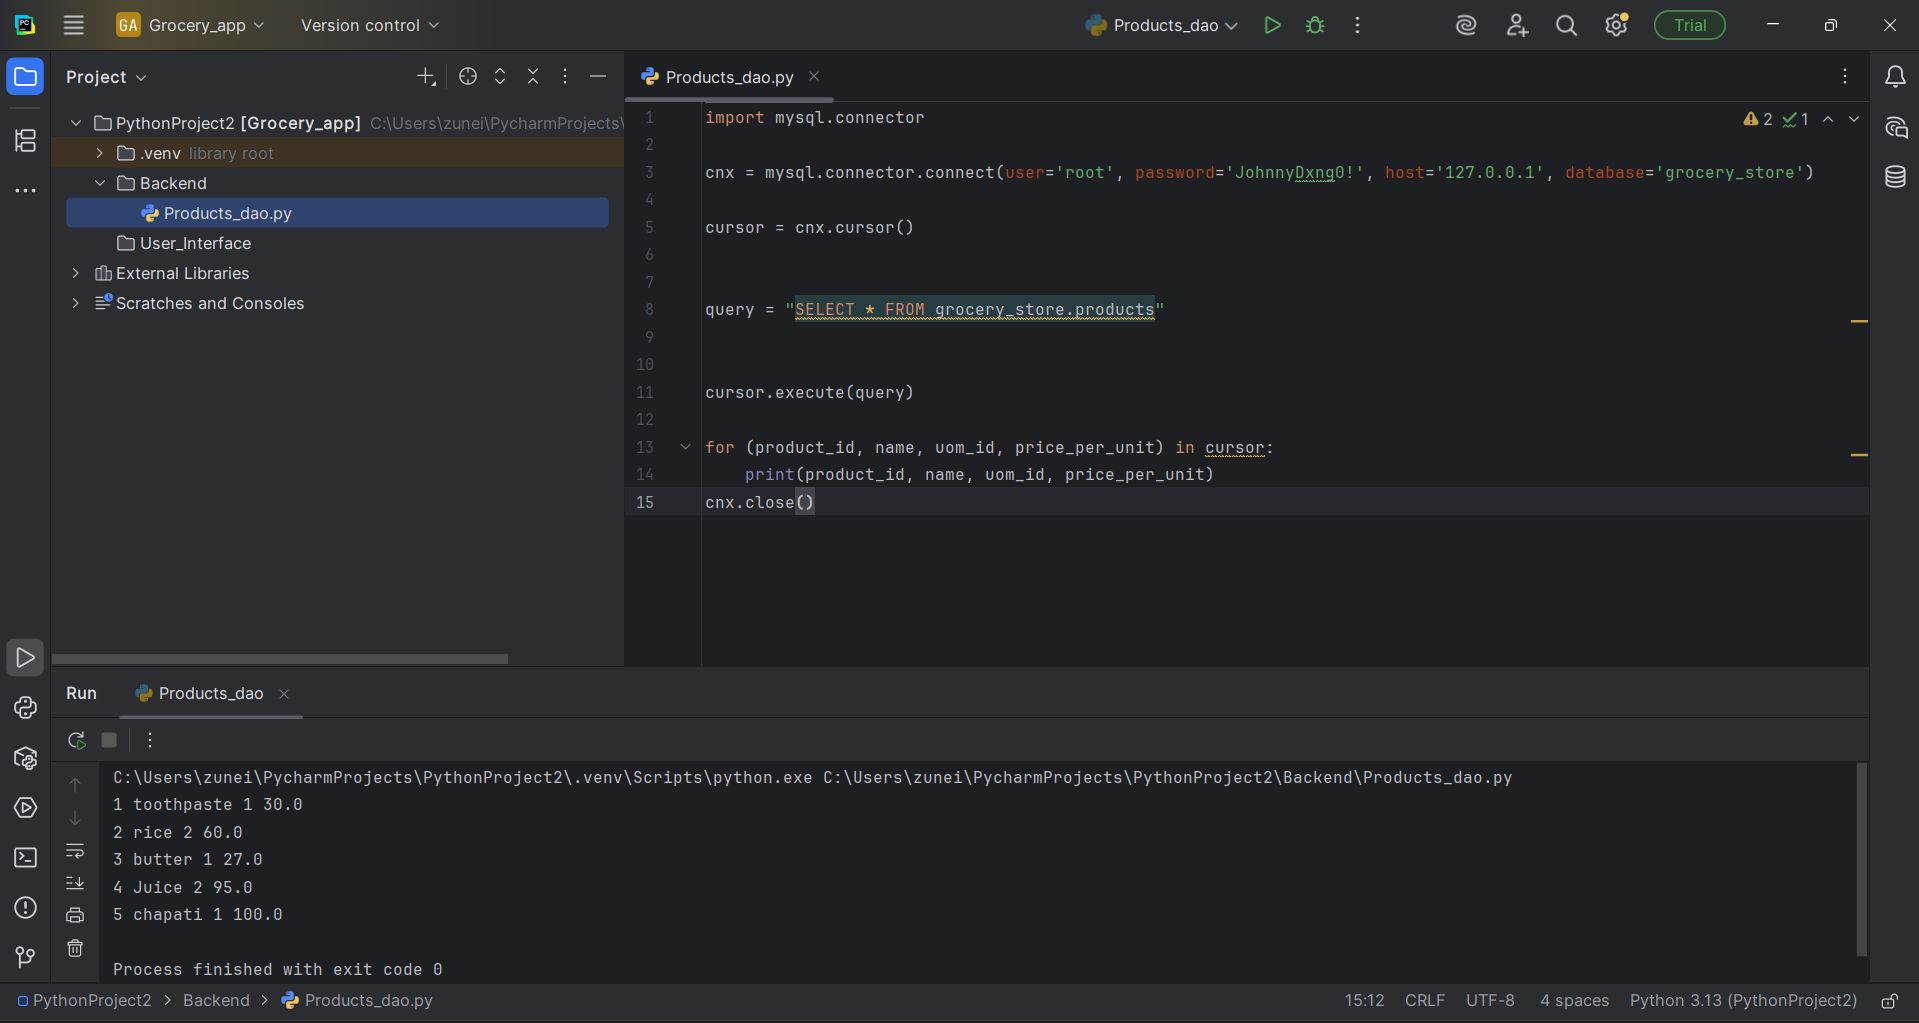 GA Grocery_app Version control Products_dao Trial
Project
Products_dao.py
PythonProject2 [Grocery_app] C:\Users\zunei\PycharmProjects\
.venv library root
Backend
Products_dao.py
User_Interface
External Libraries
Scratches and Consoles
2 1
1 import mysql.connector
2
3 cnx = mysql.connector.connect(user='root', password='JohnnyDxng0!', host='127.0.0.1', database='grocery_store')
4
5 cursor = cnx.cursor()
6
7
8 query = "SELECT * FROM grocery_store.products"
9
10
11 cursor.execute(query)
12
13 for (product_id, name, uom_id, price_per_unit) in cursor:
14 print(product_id, name, uom_id, price_per_unit)
15 cnx.close()
Run Products_dao
C:\Users\zunei\PycharmProjects\PythonProject2\.venv\Scripts\python.exe C:\Users\zunei\PycharmProjects\PythonProject2\Backend\Products_dao.py
1 toothpaste 1 30.0
2 rice 2 60.0
3 butter 1 27.0
4 Juice 2 95.0
5 chapati 1 100.0
Process finished with exit code 0
PythonProject2 > Backend > Products_dao.py 15:12 CRLF UTF-8 4 spaces Python 3.13 (PythonProject2)